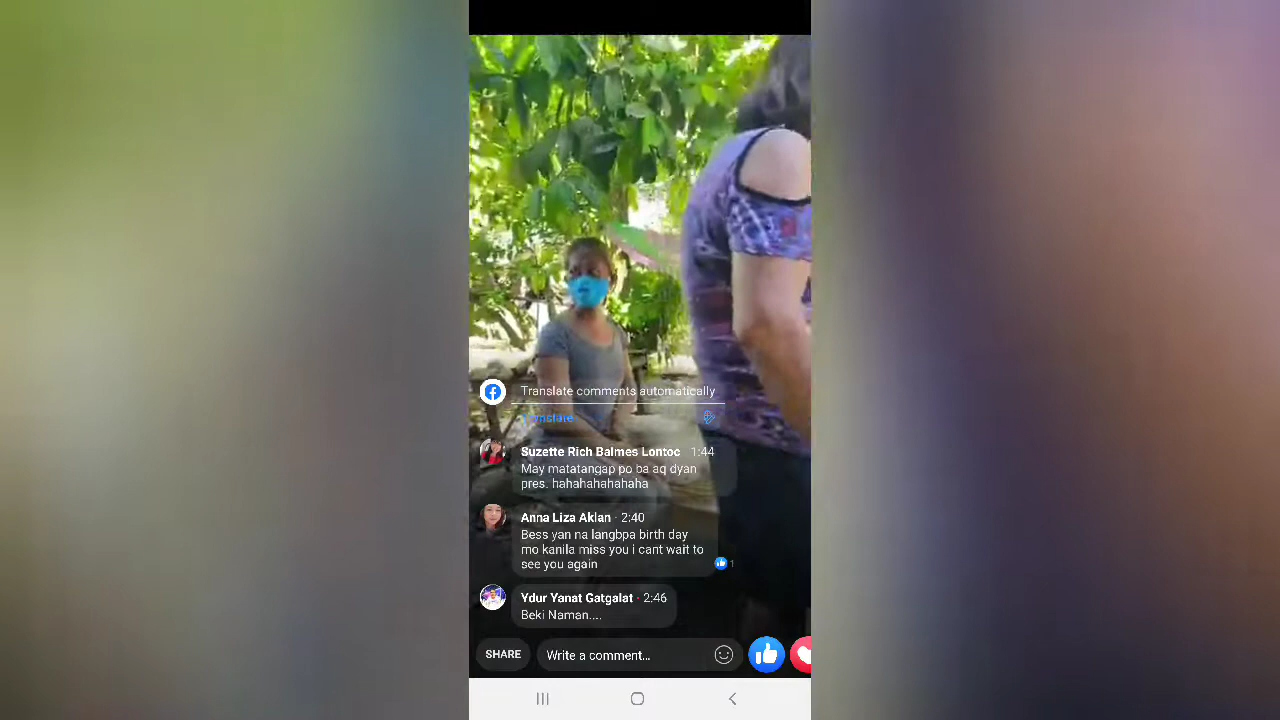 Translate comments automatically
Translate
Suzette Rich Balmes Lontoc · 1:44
May matatangap po ba aq dyan
pres. hahahahahahaha
Anna Liza Aklan · 2:40
Bess yan na langbpa birth day
mo kanila miss you i cant wait to
see you again
1
Ydur Yanat Gatgalat · 2:46
Beki Naman....
SHARE
Write a comment...